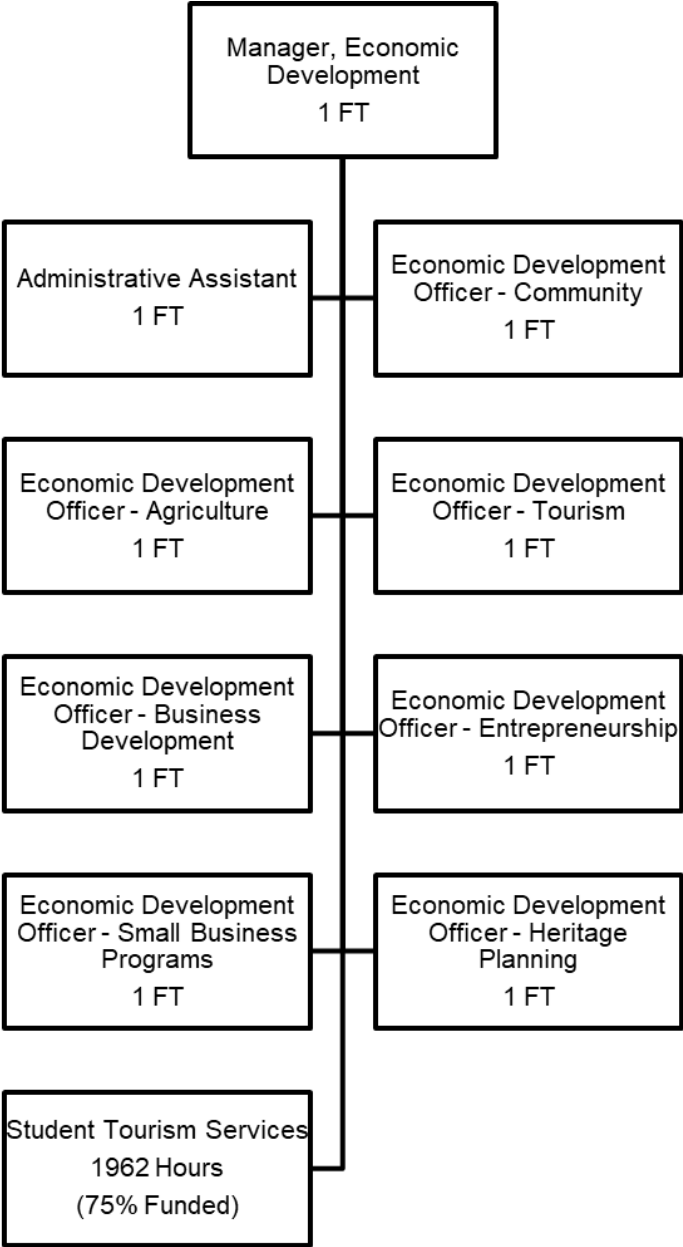 Manager, Economic
Development
1 FT
Administrative Assistant
1 FT
Economic Development
Officer - Community
1 FT
Economic Development
Officer - Agriculture
1 FT
Economic Development
Officer - Tourism
1 FT
Economic Development
Officer - Business
Development
1 FT
Economic Development
Officer - Entrepreneurship
1 FT
Economic Development
Officer - Small Business
Programs
1 FT
Economic Development
Officer - Heritage
Planning
1 FT
Student Tourism Services
1962 Hours
(75% Funded)